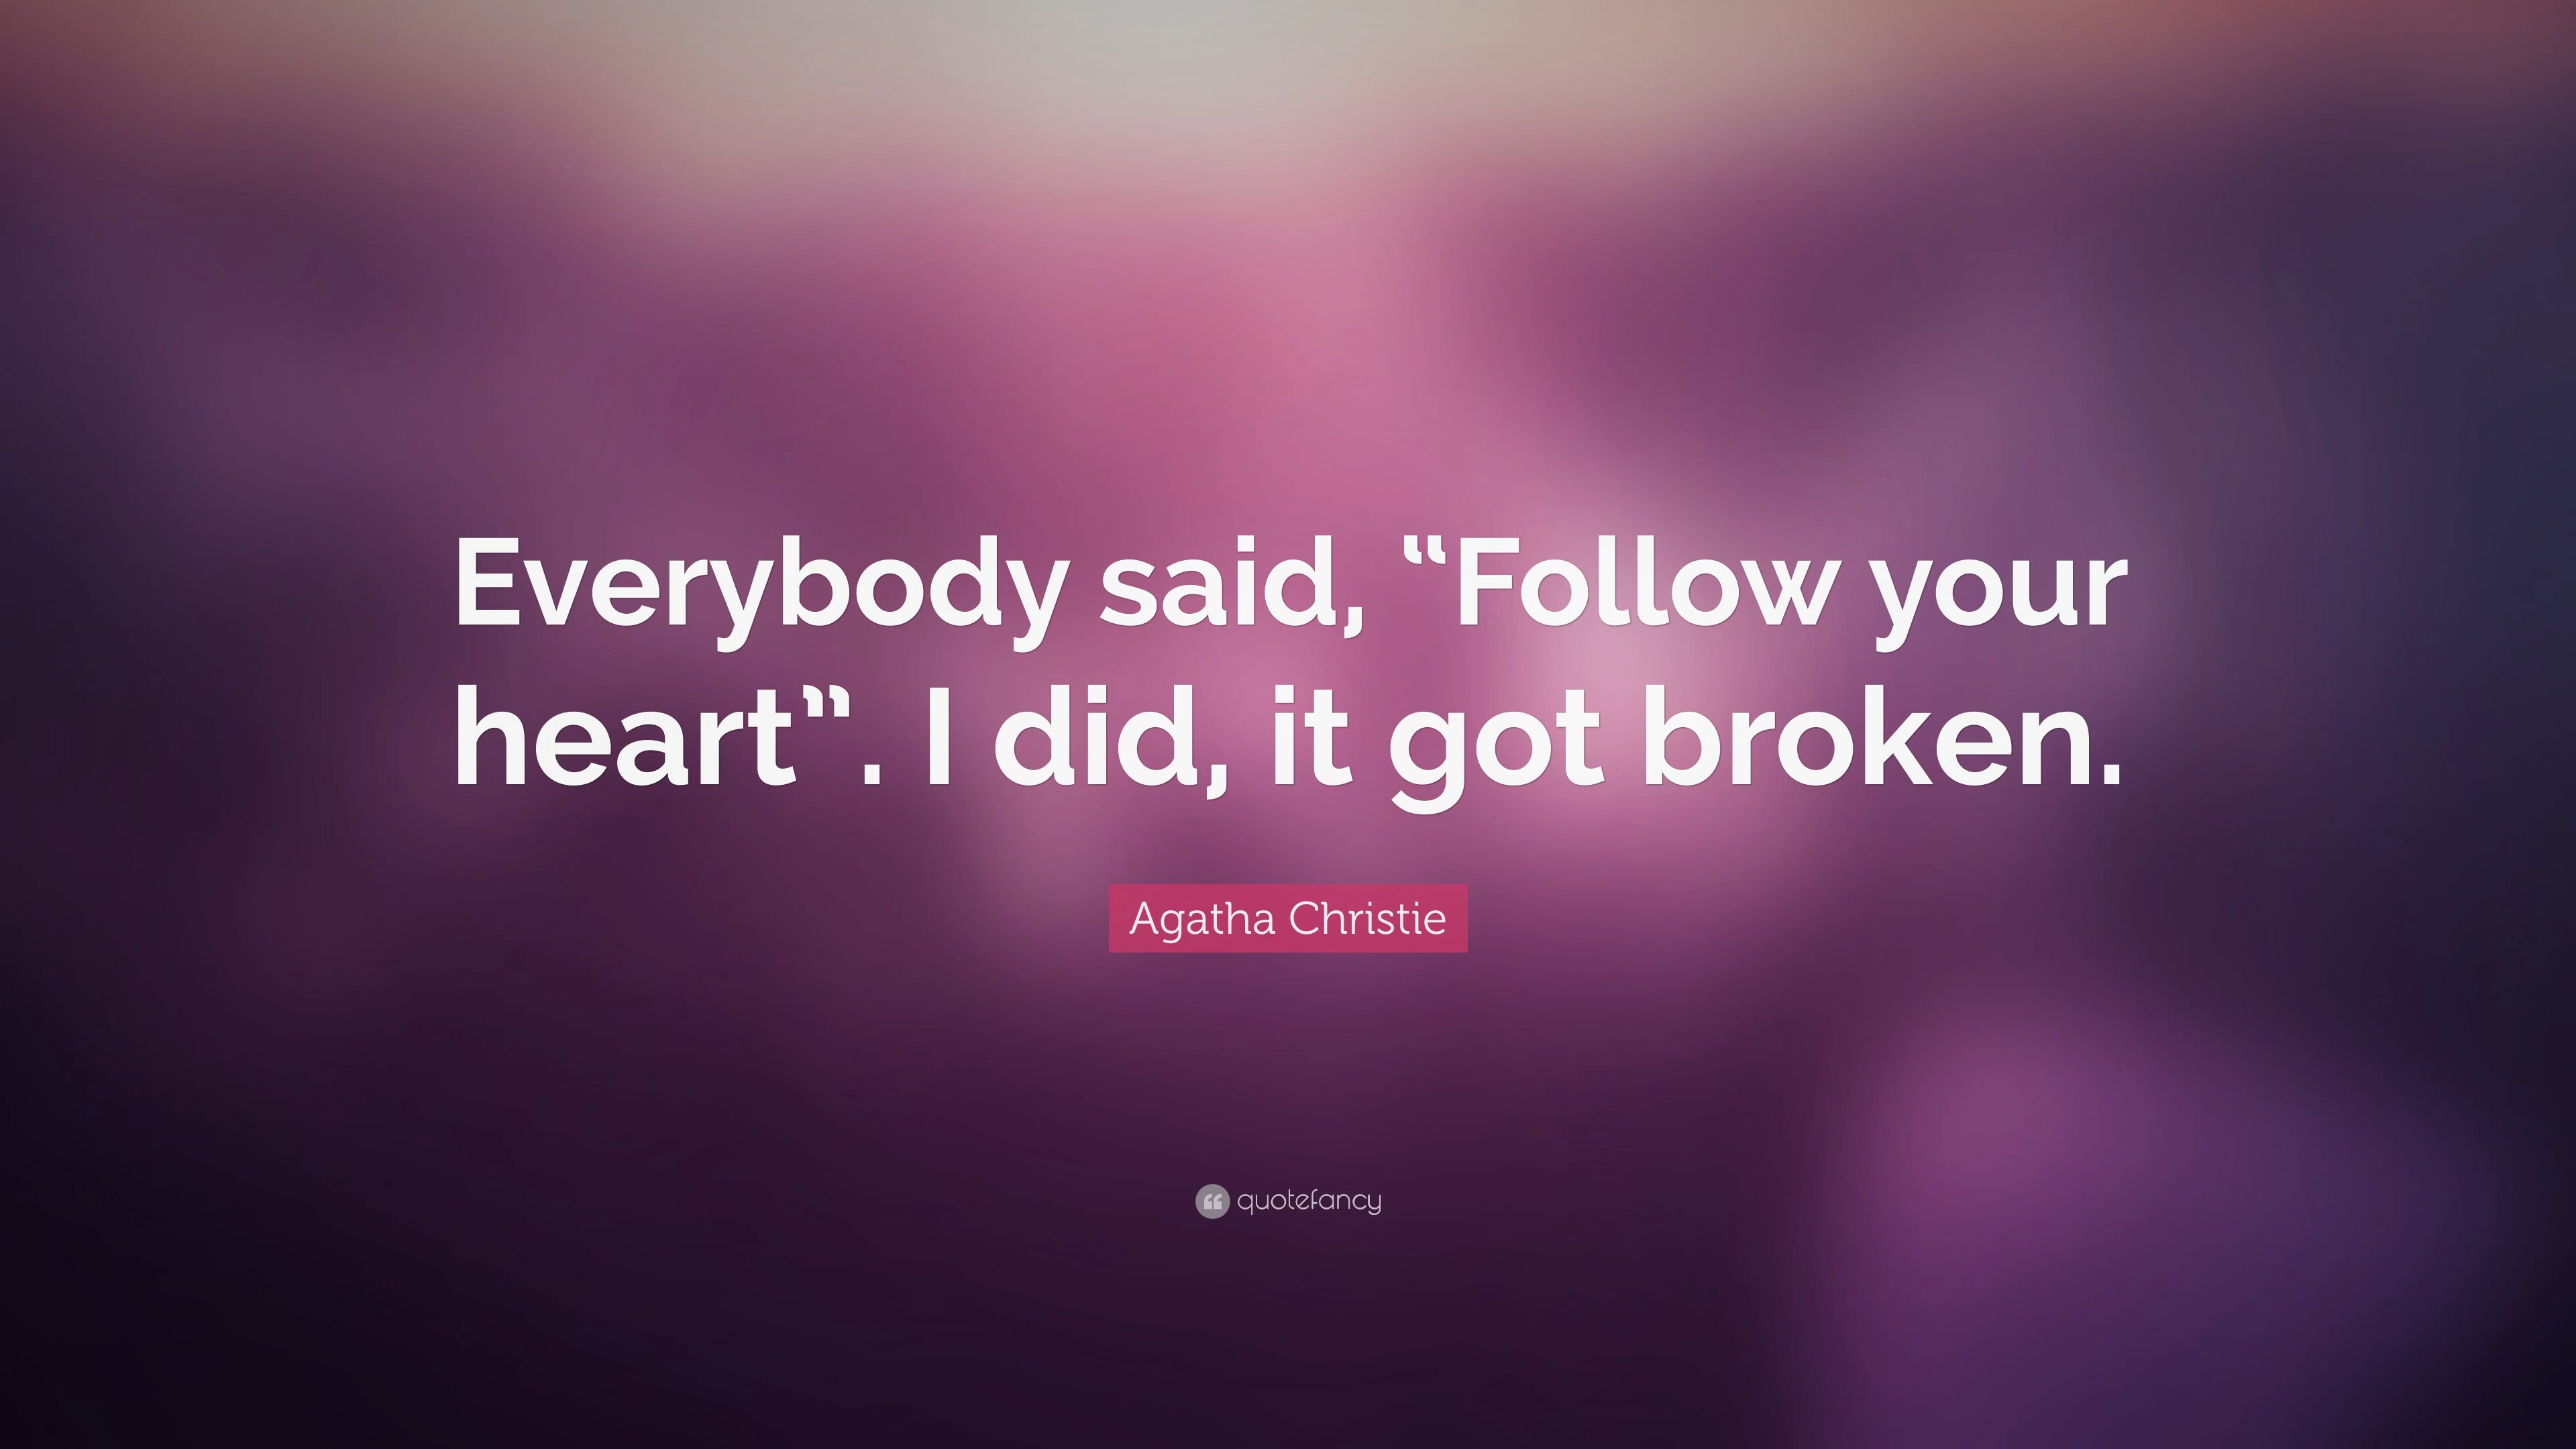 Everybody said, “Follow your
heart”. I did, it got broken.
Agatha Christie
quotefancy